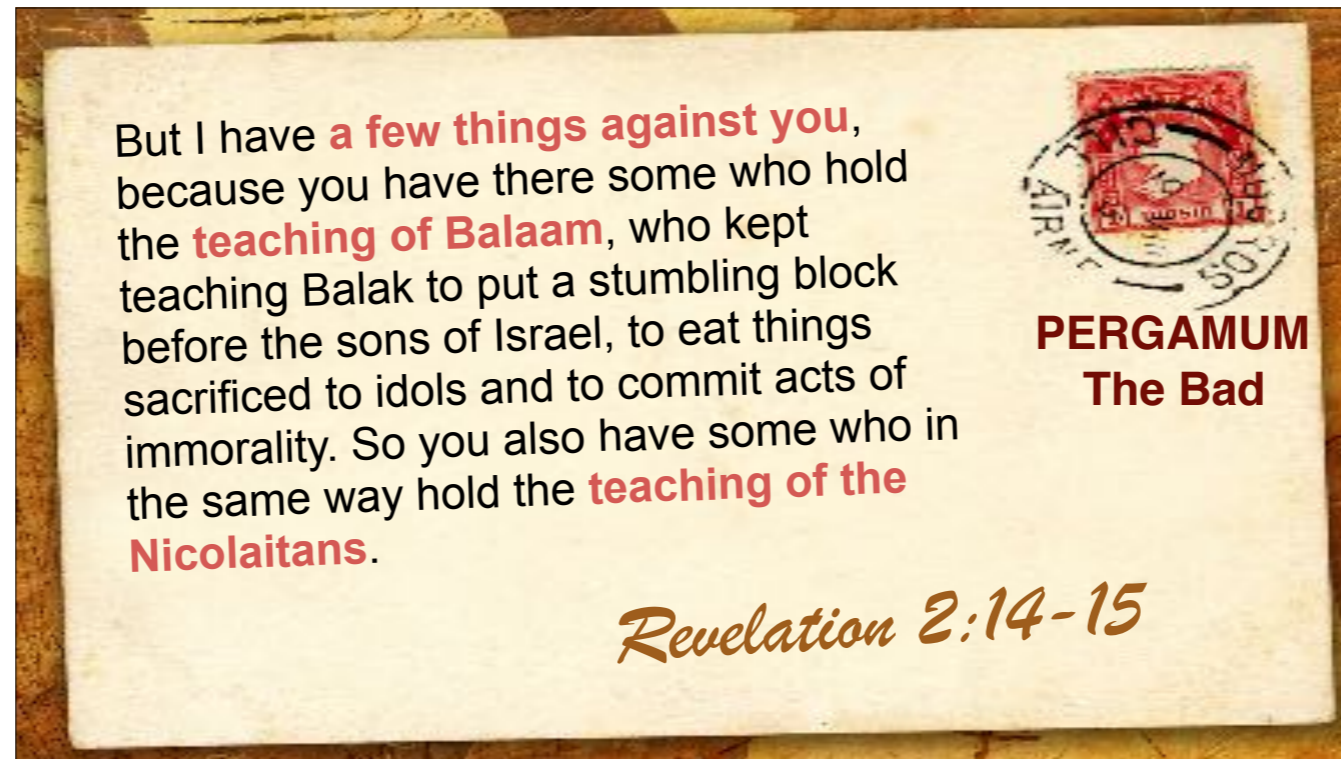 But I have a few things against you,
because you have there some who hold
the teaching of Balaam, who kept
teaching Balak to put a stumbling block
before the sons of Israel, to eat things
sacrificed to idols and to commit acts of
immorality. So you also have some who in
the same way hold the teaching of the
Nicolaitans.
Revelation 2:14-15
PERGAMUM
The Bad